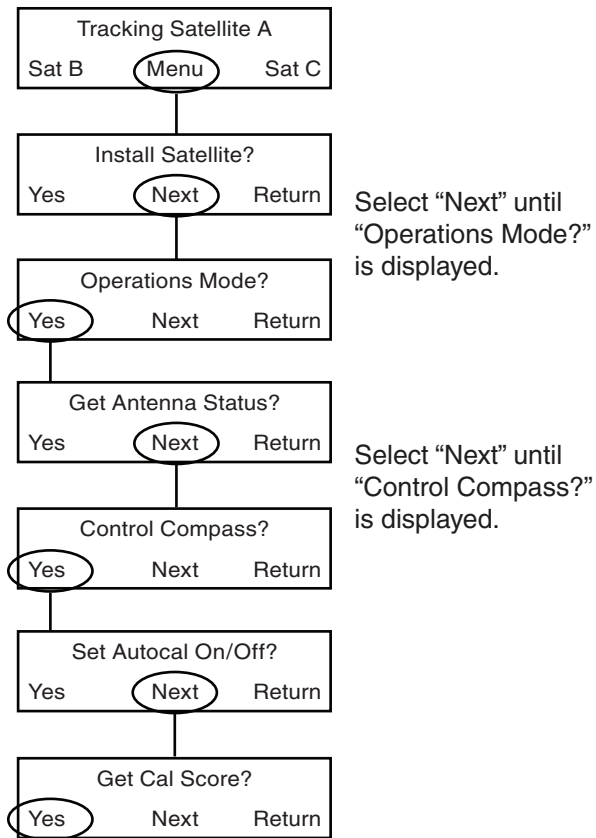 Tracking Satellite A
Sat B Menu Sat C
Install Satellite?
Yes Next Return
Select “Next” until
“Operations Mode?”
is displayed.
Operations Mode?
Yes Next Return
Get Antenna Status?
Yes Next Return
Select “Next” until
“Control Compass?”
is displayed.
Control Compass?
Yes Next Return
Set Autocal On/Off?
Yes Next Return
Get Cal Score?
Yes Next Return